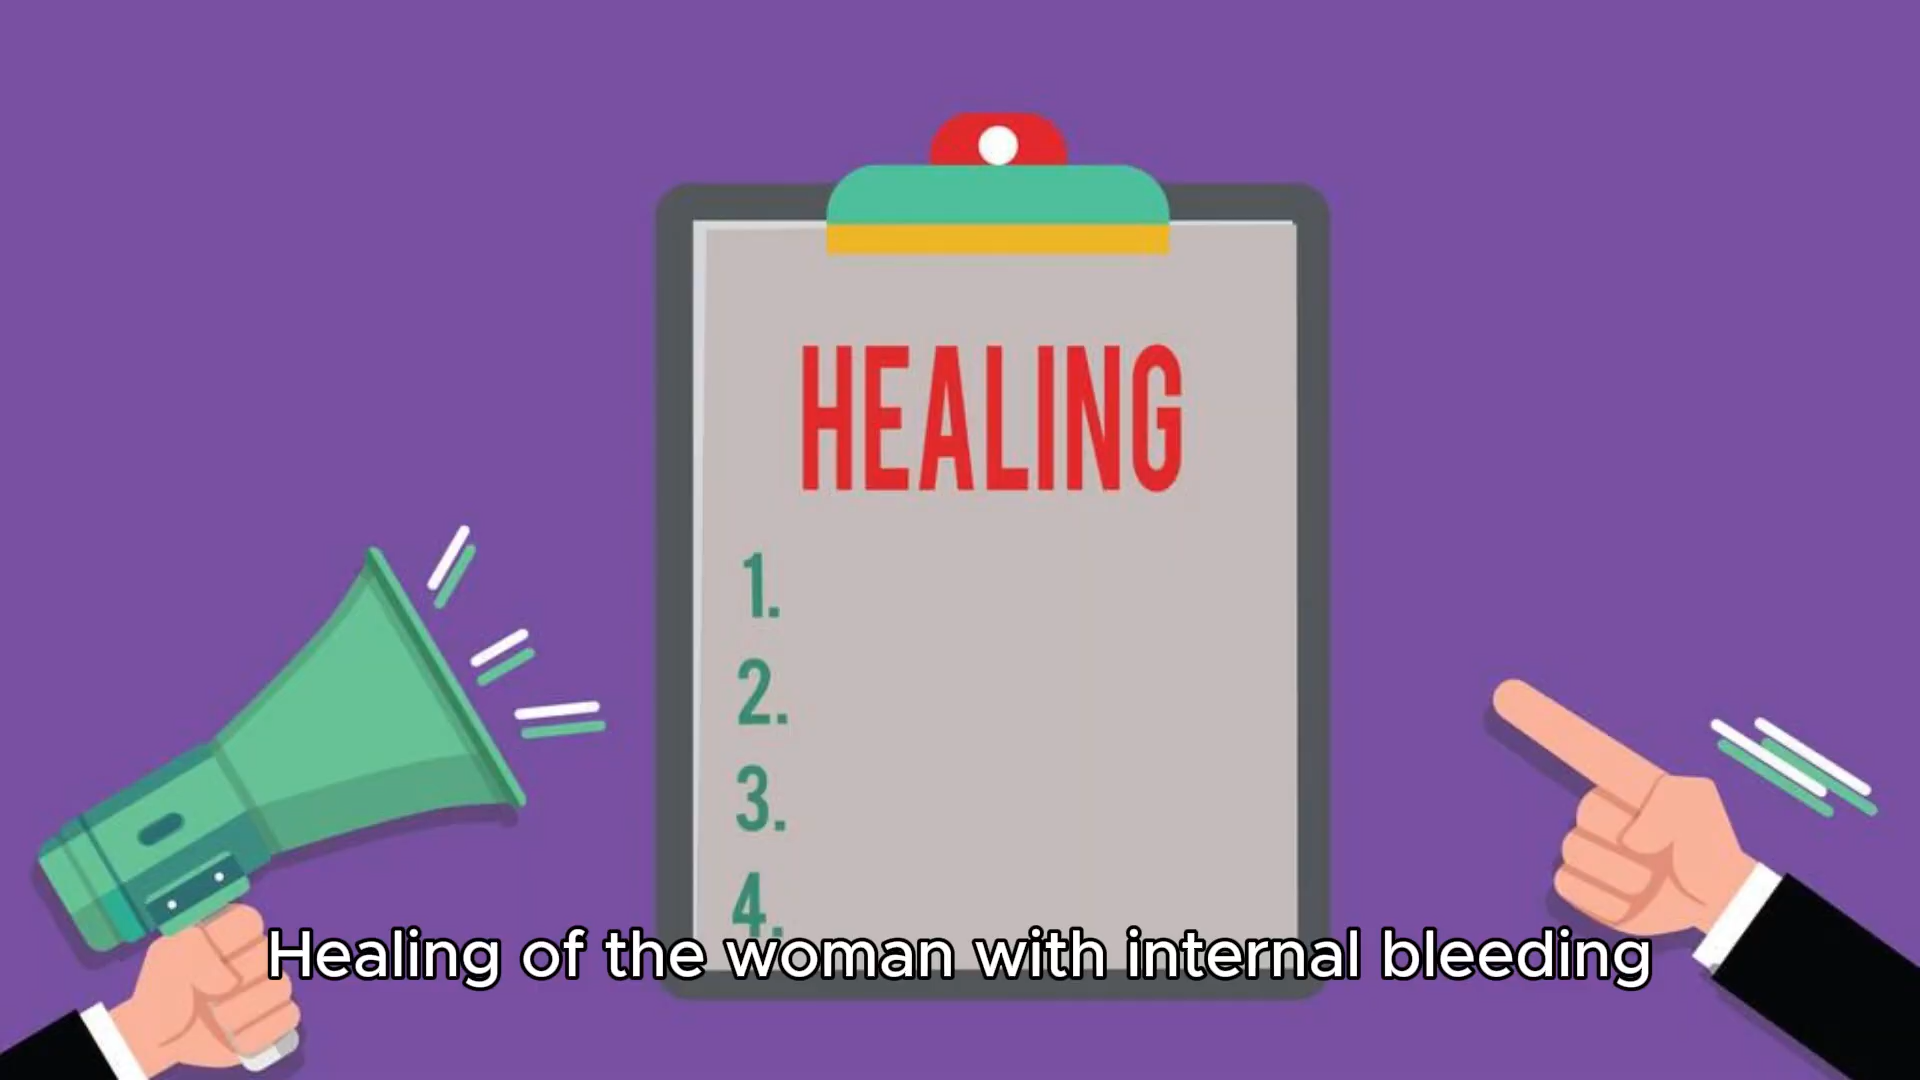 HEALING
1.
2.
3.
4.
Healing of the woman with internal bleeding